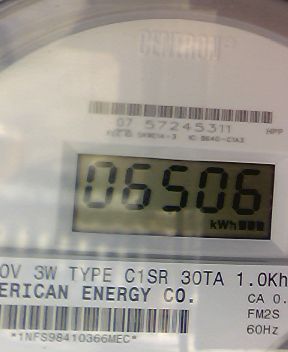 CENTRON®
07 57245311
HPP
06506
kWh
0V 3W TYPE C1SR 30TA 1.0Kh
ERICAN ENERGY CO.
CA 0.
FM2S
60Hz
*1NFS98410366MEC*